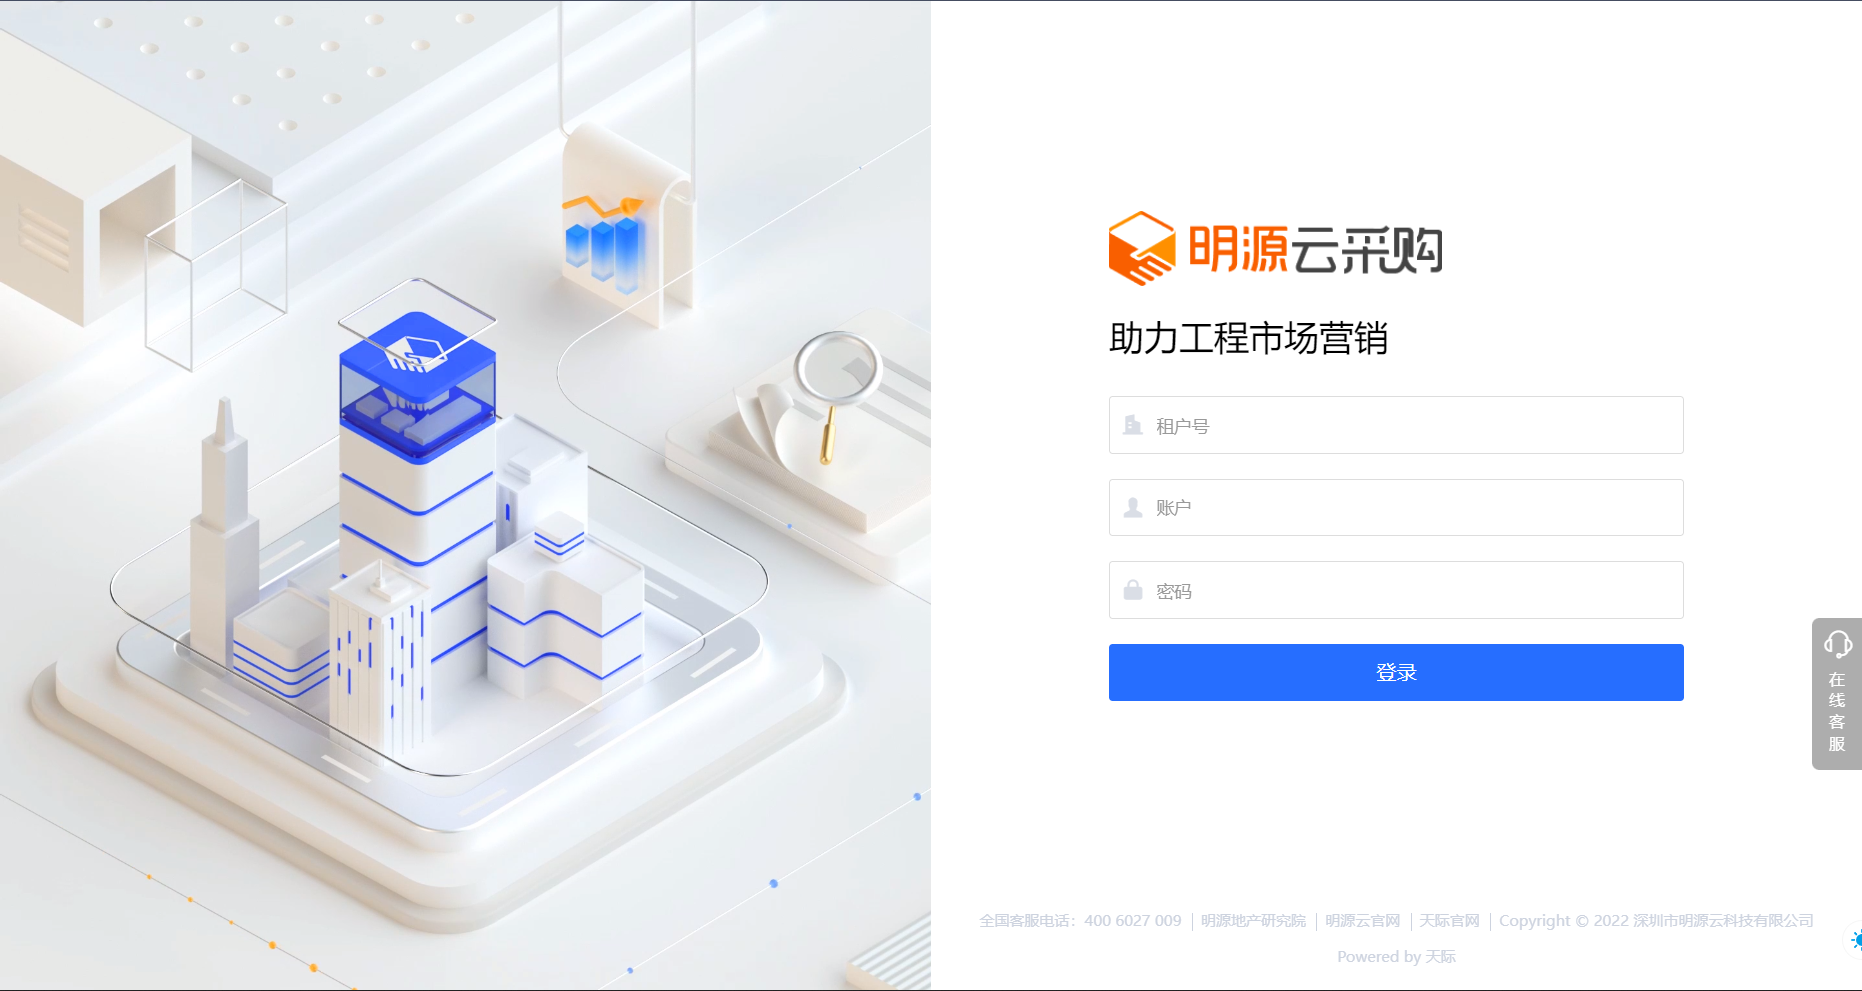 明源云采购
助力工程市场营销
租户号
账户
密码
登录
在线客服
全国客服电话：400 6027 009 | 明源地产研究院 | 明源云官网 | 天际官网 | Copyright © 2022 深圳市明源云科技有限公司
Powered by 天际